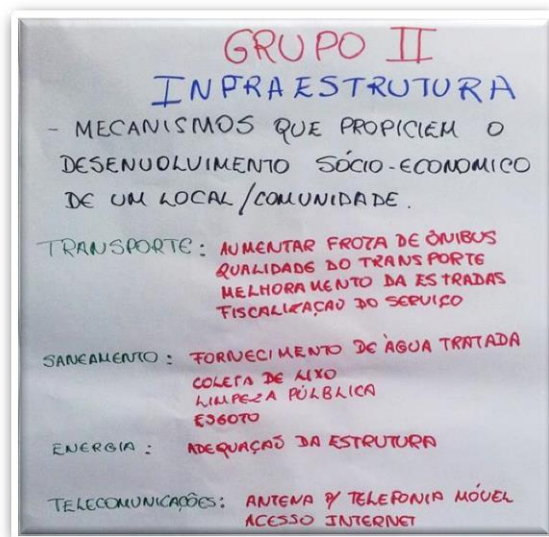 GRUPO II
INFRAESTRUTURA
- MECANISMOS QUE PROPICIEM O
DESENVOLVIMENTO SÓCIO-ECONOMICO
DE UM LOCAL/COMUNIDADE.
TRANSPORTE: AUMENTAR FROTA DE ÔNIBUS
QUALIDADE DO TRANSPORTE
MELHORAMENTO DA ESTRADAS
FISCALIZAÇÃO DO SERVIÇO
SANEAMENTO: FORNECIMENTO DE ÁGUA TRATADA
COLETA DE LIXO
LIMPEZA PÚLBLICA
ESGOTO
ENERGIA: ADEQUAÇAÕ DA ESTRUTURA
TELECOMUNICAÇÕES: ANTENA P/ TELEFONIA MÓVEL
ACESSO INTERNET